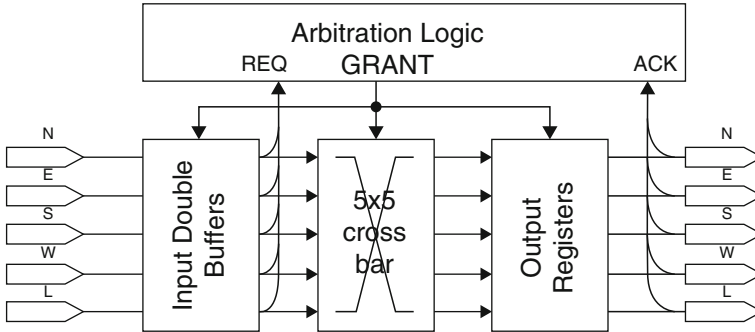 Arbitration Logic
REQ
GRANT
ACK
N
E
S
W
L
Input Double
Buffers
5x5
cross
bar
Output
Registers
N
E
S
W
L